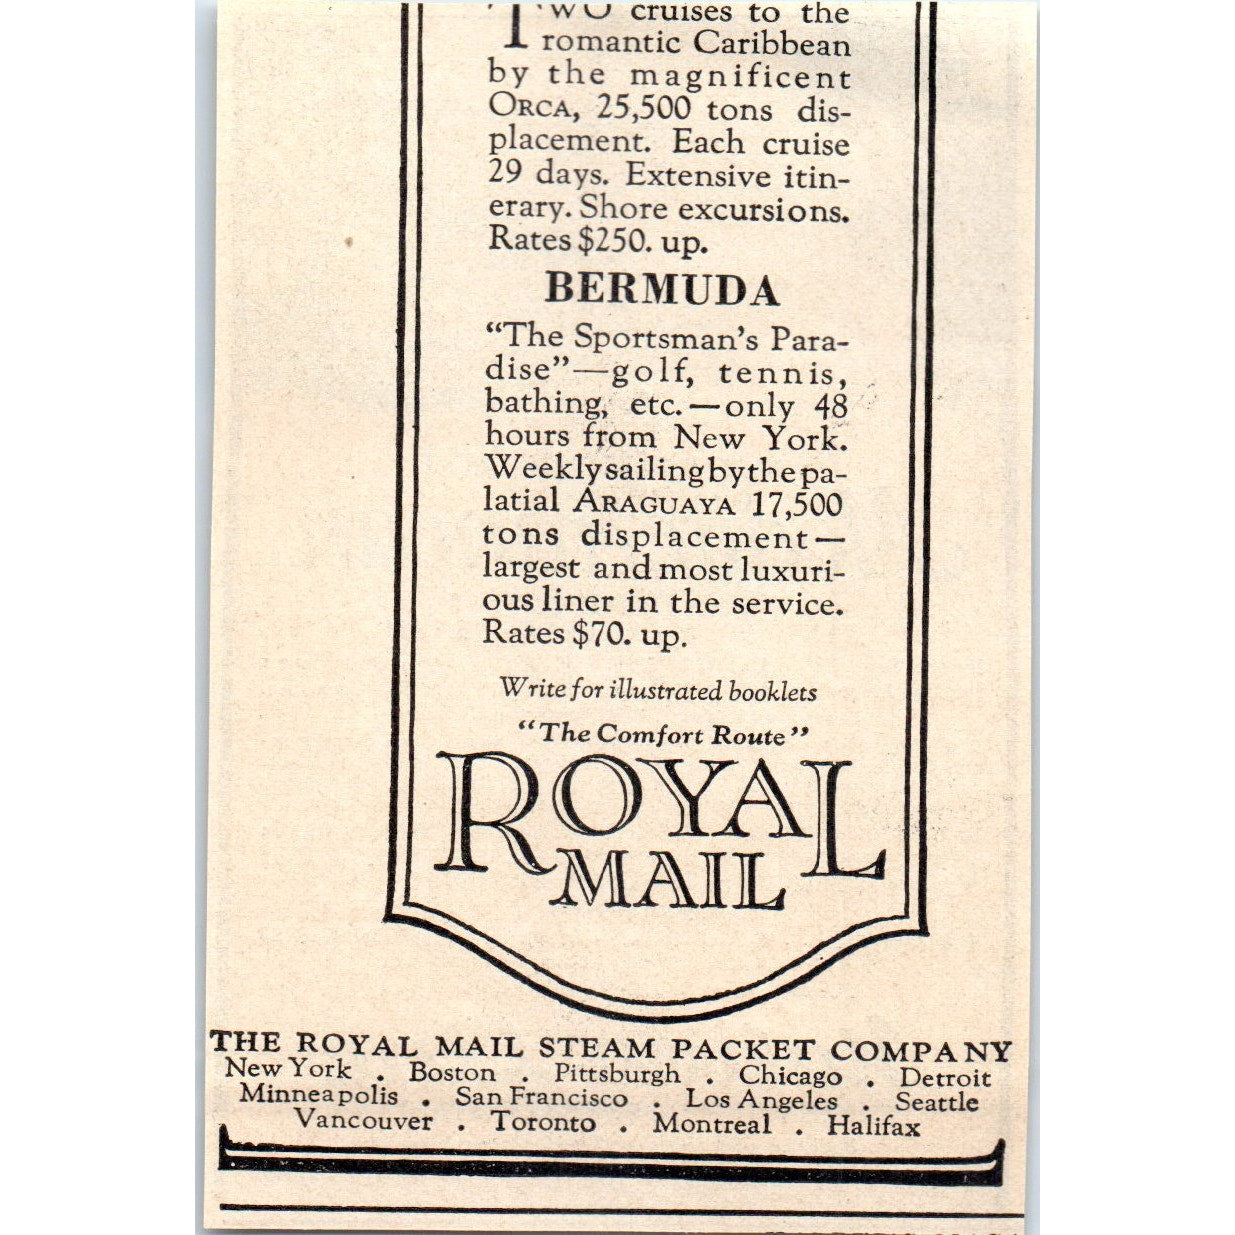 TWO cruises to the
romantic Caribbean
by the magnificent
ORCA, 25,500 tons dis-
placement. Each cruise
29 days. Extensive itin-
erary. Shore excursions.
Rates $250. up.
BERMUDA
“The Sportsman's Para-
dise”—golf, tennis,
bathing, etc.—only 48
hours from New York.
Weekly sailing by the pa-
latial ARAGUAYA 17,500
tons displacement—
largest and most luxuri-
ous liner in the service.
Rates $70. up.
Write for illustrated booklets
“The Comfort Route”
ROYAL
MAIL
THE ROYAL MAIL STEAM PACKET COMPANY
New York . Boston . Pittsburgh . Chicago . Detroit
Minneapolis . San Francisco . Los Angeles . Seattle
Vancouver . Toronto . Montreal . Halifax